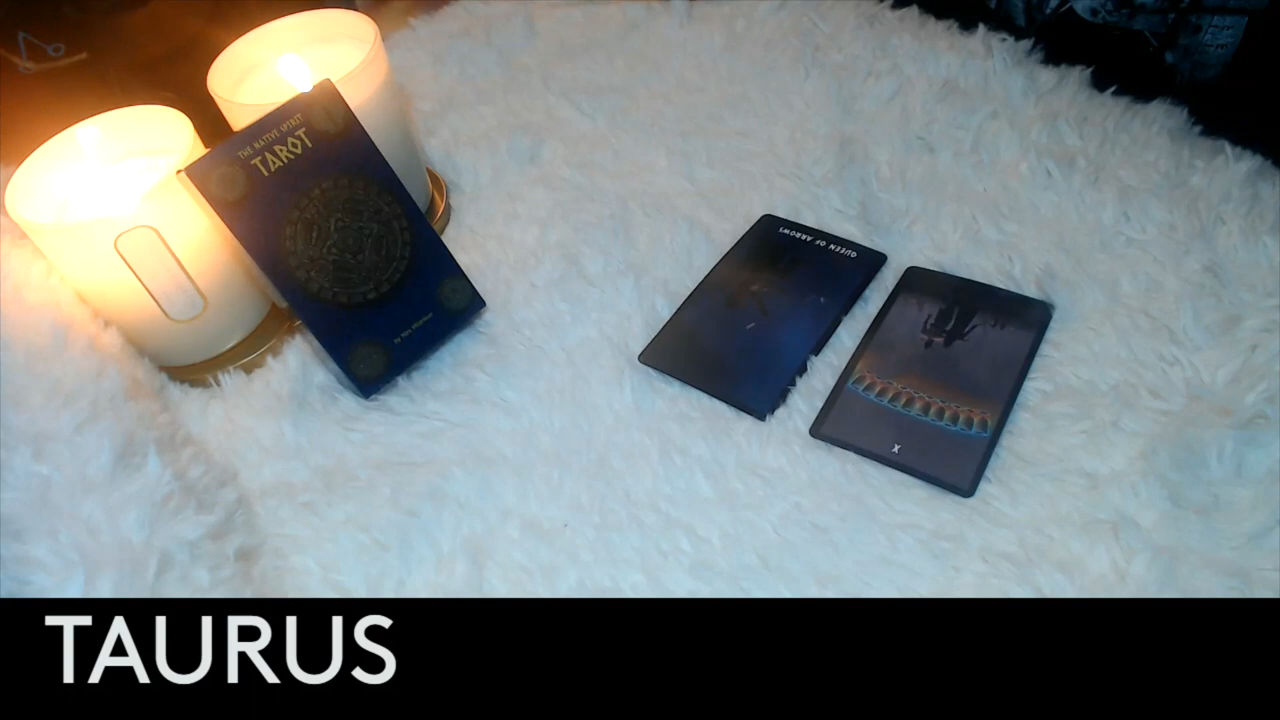 THE NATIVE SPIRIT
TAROT
QUEEN OF ARROWS
X
TAURUS